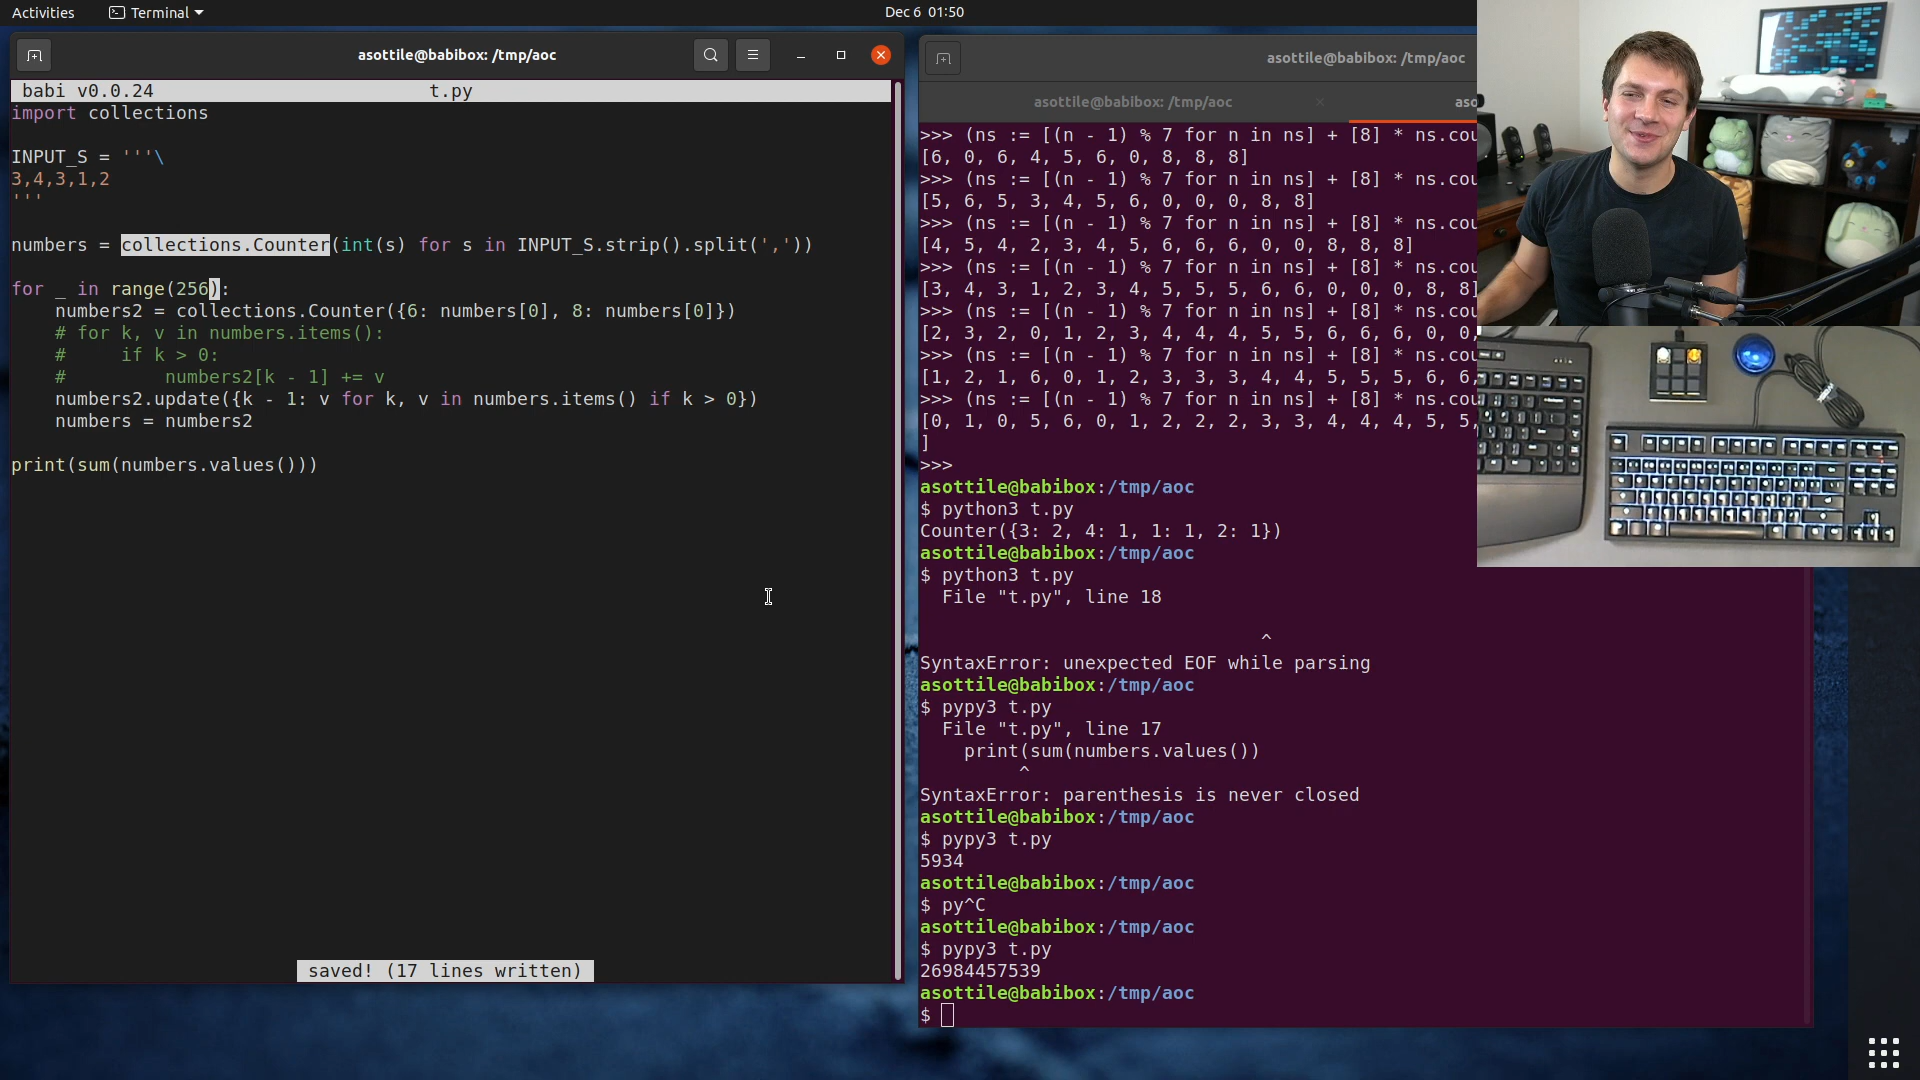 Activities
Terminal
Dec 6 01:50
asottile@babibox: /tmp/aoc
babi v0.0.24 t.py
import collections
INPUT_S = '''\
3,4,3,1,2
'''
numbers = collections.Counter(int(s) for s in INPUT_S.strip().split(','))
for _ in range(256):
    numbers2 = collections.Counter({6: numbers[0], 8: numbers[0]})
    # for k, v in numbers.items():
    #     if k > 0:
    #         numbers2[k - 1] += v
    numbers2.update({k - 1: v for k, v in numbers.items() if k > 0})
    numbers = numbers2
print(sum(numbers.values()))
saved! (17 lines written)
asottile@babibox: /tmp/aoc
asottile@babibox: /tmp/aoc
aso
>>> (ns := [(n - 1) % 7 for n in ns] + [8] * ns.cou
[6, 0, 6, 4, 5, 6, 0, 8, 8, 8]
>>> (ns := [(n - 1) % 7 for n in ns] + [8] * ns.cou
[5, 6, 5, 3, 4, 5, 6, 0, 0, 0, 8, 8]
>>> (ns := [(n - 1) % 7 for n in ns] + [8] * ns.cou
[4, 5, 4, 2, 3, 4, 5, 6, 6, 6, 0, 0, 8, 8, 8]
>>> (ns := [(n - 1) % 7 for n in ns] + [8] * ns.cou
[3, 4, 3, 1, 2, 3, 4, 5, 5, 5, 6, 6, 0, 0, 0, 8, 8]
>>> (ns := [(n - 1) % 7 for n in ns] + [8] * ns.cou
[2, 3, 2, 0, 1, 2, 3, 4, 4, 4, 5, 5, 6, 6, 6, 0, 0,
>>> (ns := [(n - 1) % 7 for n in ns] + [8] * ns.cou
[1, 2, 1, 6, 0, 1, 2, 3, 3, 3, 4, 4, 5, 5, 5, 6, 6,
>>> (ns := [(n - 1) % 7 for n in ns] + [8] * ns.cou
[0, 1, 0, 5, 6, 0, 1, 2, 2, 2, 3, 3, 4, 4, 4, 5, 5,
]
>>>
asottile@babibox:/tmp/aoc
$ python3 t.py
Counter({3: 2, 4: 1, 1: 1, 2: 1})
asottile@babibox:/tmp/aoc
$ python3 t.py
  File "t.py", line 18
^
SyntaxError: unexpected EOF while parsing
asottile@babibox:/tmp/aoc
$ pypy3 t.py
  File "t.py", line 17
    print(sum(numbers.values())
^
SyntaxError: parenthesis is never closed
asottile@babibox:/tmp/aoc
$ pypy3 t.py
5934
asottile@babibox:/tmp/aoc
$ py^C
asottile@babibox:/tmp/aoc
$ pypy3 t.py
26984457539
asottile@babibox:/tmp/aoc
$